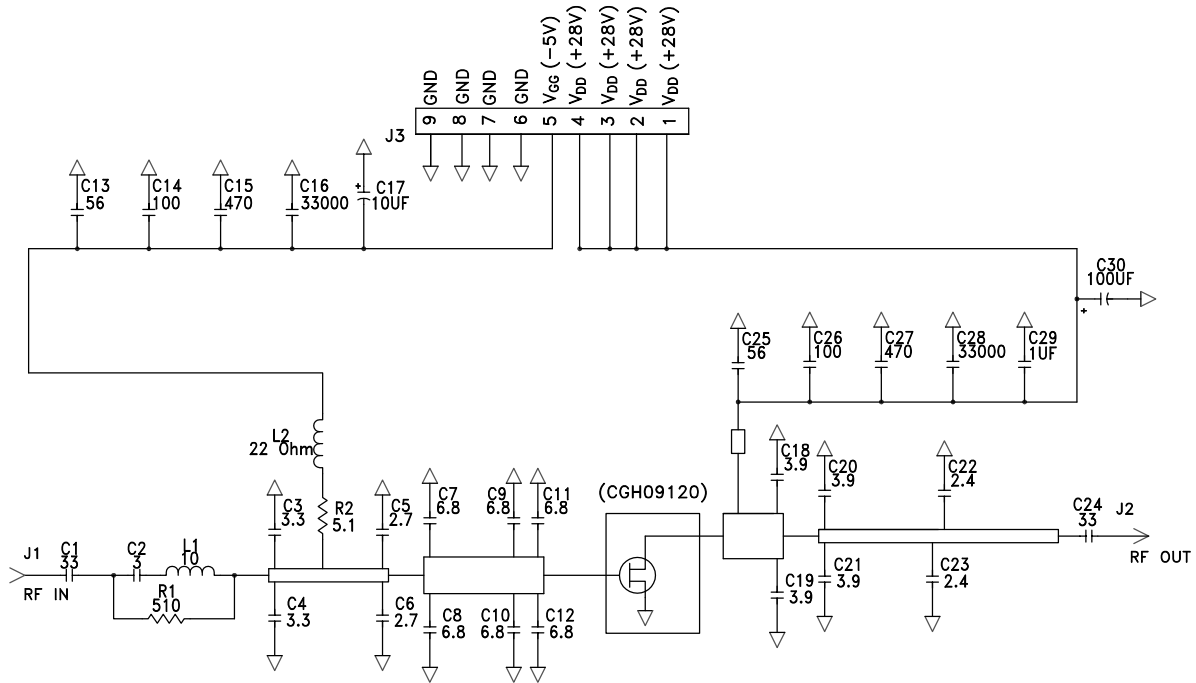 GND
GND
GND
GND
VGG (−5V)
VDD (+28V)
VDD (+28V)
VDD (+28V)
VDD (+28V)
J3
9 8 7 6 5 4 3 2 1
C13
56
C14
100
C15
470
C16
33000
+
C17
10UF
C30
100UF
+
C25
56
C26
100
C27
470
C28
33000
C29
1UF
L2
22 Ohm
R2
5.1
C3
3.3
C5
2.7
C7
6.8
C9
6.8
C11
6.8
(CGH09120)
C18
3.9
C20
3.9
C22
2.4
C24
33
J2
RF OUT
J1
RF IN
C1
33
C2
3
L1
10
R1
510
C4
3.3
C6
2.7
C8
6.8
C10
6.8
C12
6.8
C19
3.9
C21
3.9
C23
2.4